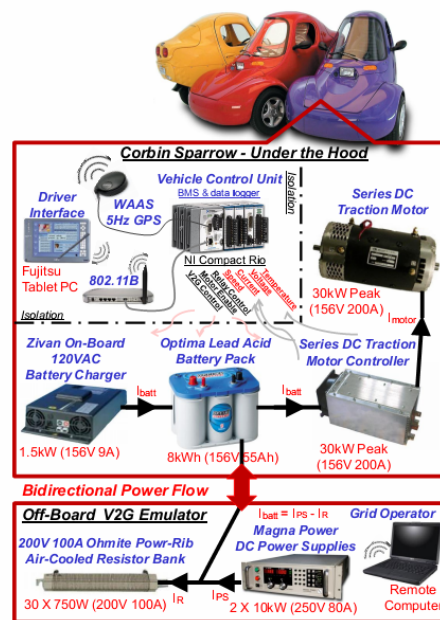 Corbin Sparrow - Under the Hood
Vehicle Control Unit
BMS & data logger
WAAS
5Hz GPS
Driver
Interface
Isolation
Series DC
Traction Motor
NI Compact Rio
Fujitsu
Tablet PC
802.11B
V2G Control
Motor Enable
Relay Control
Speed
Current
Voltage
Temperature
30kW Peak
(156V 200A)
Imotor
Isolation
Zivan On-Board
120VAC
Battery Charger
Optima Lead Acid
Battery Pack
Series DC Traction
Motor Controller
Ibatt
Ibatt
1.5kW (156V 9A)
8kWh (156V 55Ah)
30kW Peak
(156V 200A)
Bidirectional Power Flow
Off-Board V2G Emulator
Ibatt = IPS - IR
Grid Operator
200V 100A Ohmite Powr-Rib
Air-Cooled Resistor Bank
Magna Power
DC Power Supplies
IR
IPS
Remote
Computer
30 X 750W (200V 100A)
2 X 10kW (250V 80A)